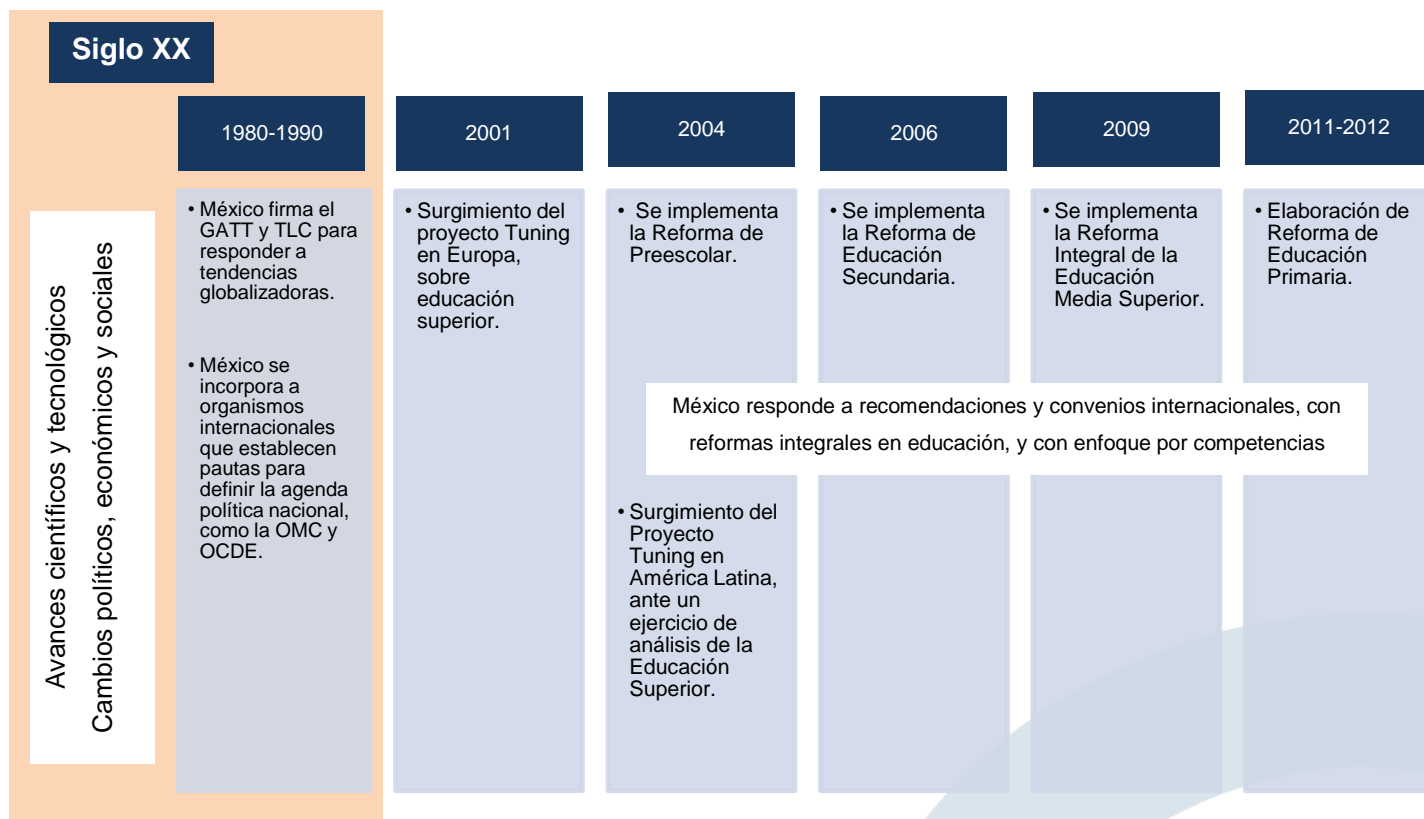 Siglo XX
Avances científicos y tecnológicos
Cambios políticos, económicos y sociales
1980-1990
• México firma el
GATT y TLC para
responder a
tendencias
globalizadoras.
• México se
incorpora a
organismos
internacionales
que establecen
pautas para
definir la agenda
política nacional,
como la OMC y
OCDE.
2001
• Surgimiento del
proyecto Tuning
en Europa,
sobre
educación
superior.
2004
• Se implementa
la Reforma de
Preescolar.
• Surgimiento del
Proyecto
Tuning en
América Latina,
ante un
ejercicio de
análisis de la
Educación
Superior.
2006
• Se implementa
la Reforma de
Educación
Secundaria.
2009
• Se implementa
la Reforma
Integral de la
Educación
Media Superior.
2011-2012
• Elaboración de
Reforma de
Educación
Primaria.
México responde a recomendaciones y convenios internacionales, con
reformas integrales en educación, y con enfoque por competencias